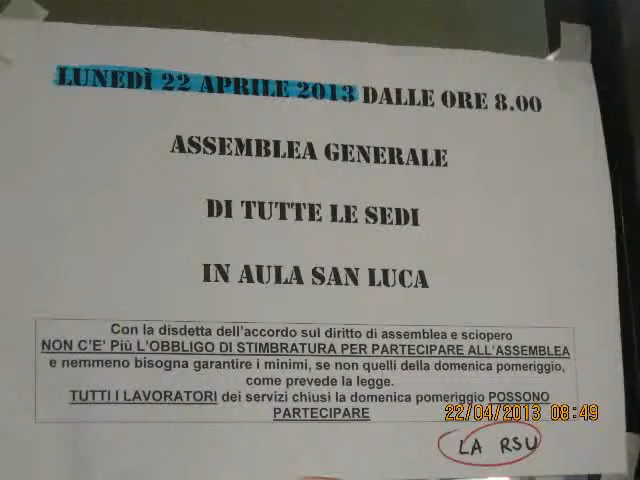 LUNEDÌ 22 APRILE 2013 DALLE ORE 8.00
ASSEMBLEA GENERALE
DI TUTTE LE SEDI
IN AULA SAN LUCA
Con la disdetta dell'accordo sul diritto di assemblea e sciopero
NON C'E' Più L'OBBLIGO DI STIMBRATURA PER PARTECIPARE ALL'ASSEMBLEA
e nemmeno bisogna garantire i minimi, se non quelli della domenica pomeriggio,
come prevede la legge.
TUTTI I LAVORATORI dei servizi chiusi la domenica pomeriggio POSSONO
PARTECIPARE
22/04/2013 08:49
LA RSU